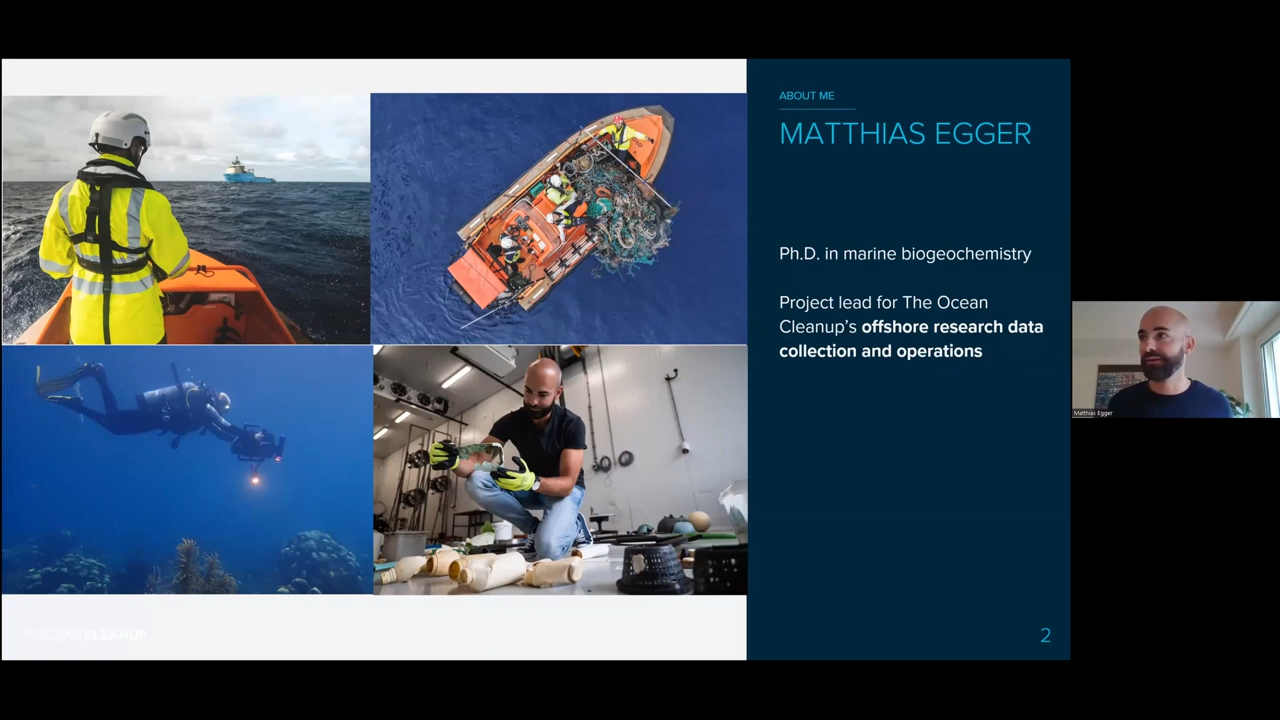 ABOUT ME
MATTHIAS EGGER
Ph.D. in marine biogeochemistry
Project lead for The Ocean
Cleanup's offshore research data
collection and operations
Matthias Egger
CLEANUP
2